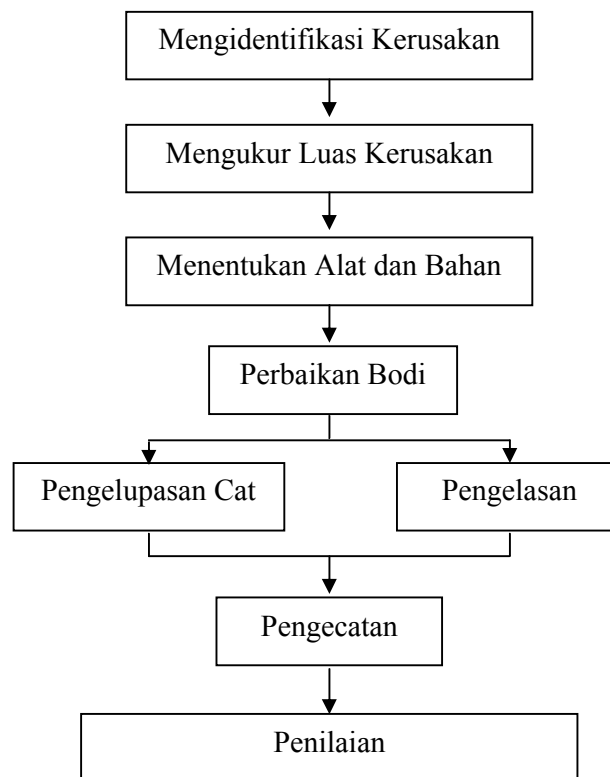 Mengidentifikasi Kerusakan
Mengukur Luas Kerusakan
Menentukan Alat dan Bahan
Perbaikan Bodi
Pengelupasan Cat
Pengelasan
Pengecatan
Penilaian